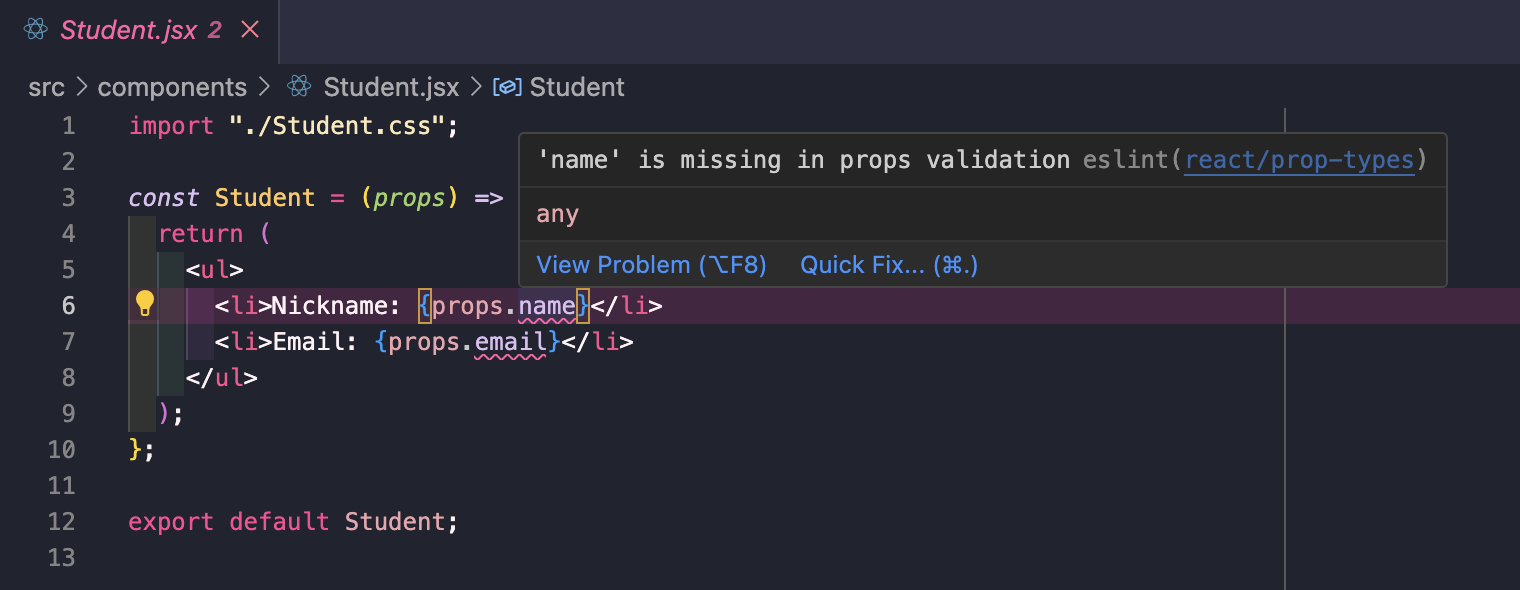 Student.jsx 2
src > components > Student.jsx > Student
1 import "./Student.css";
2
3 const Student = (props) =>
4 return (
5 <ul>
6 <li>Nickname: {props.name}</li>
7 <li>Email: {props.email}</li>
8 </ul>
9 );
10 };
11
12 export default Student;
13
'name' is missing in props validation eslint(react/prop-types)
any
View Problem (⌥F8) Quick Fix... (⌘.)